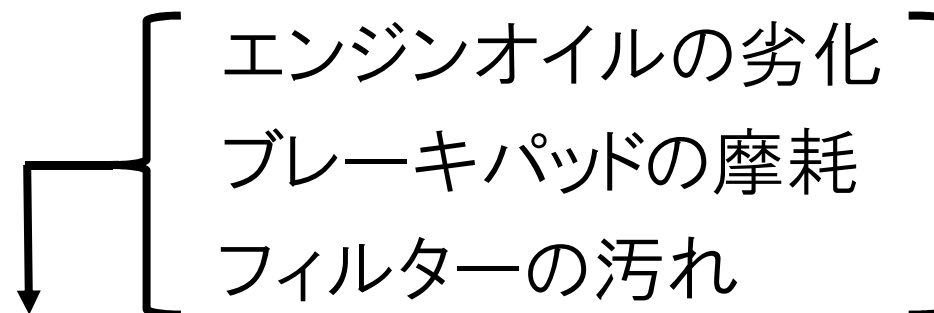 エンジンオイルの劣化
ブレーキパッドの摩耗
フィルターの汚れ